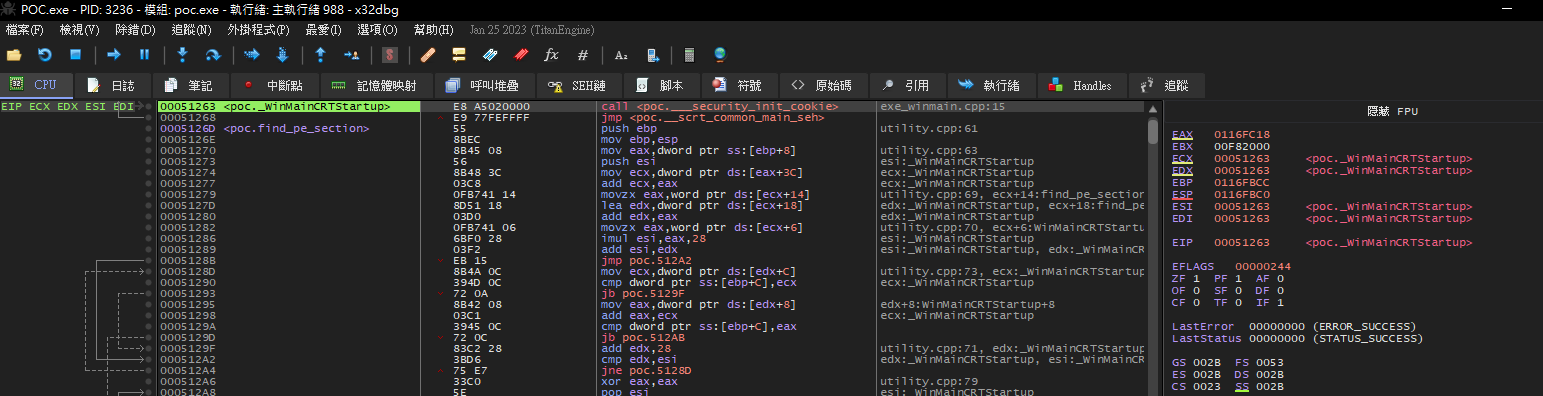 POC.exe - PID: 3236 - 模組: poc.exe - 執行緒: 主執行緒 988 - x32dbg
檔案(F) 檢視(V) 除錯(D) 追蹤(N) 外掛程式(P) 最愛(I) 選項(O) 幫助(H) Jan 25 2023 (TitanEngine)
CPU 日誌 筆記 中斷點 記憶體映射 呼叫堆疊 SEH鏈 腳本 符號 原始碼 引用 執行緒 Handles 追蹤
EIP ECX EDX ESI EDI 00051263 <poc._WinMainCRTStartup> E8 A5020000 call <poc.___security_init_cookie> exe_winmain.cpp:15
00051268 E9 77FEFFFF jmp <poc.__scrt_common_main_seh>
0005126D <poc.find_pe_section> 55 push ebp utility.cpp:61
0005126E 8BEC mov ebp,esp
00051270 8B45 08 mov eax,dword ptr ss:[ebp+8] utility.cpp:63
00051273 56 push esi esi:_WinMainCRTStartup
00051274 8B48 3C mov ecx,dword ptr ds:[eax+3C] ecx:_WinMainCRTStartup
00051277 03C8 add ecx,eax ecx:_WinMainCRTStartup
00051279 0FB741 14 movzx eax,word ptr ds:[ecx+14] utility.cpp:69, ecx+14:find_pe_section
0005127D 8D51 18 lea edx,dword ptr ds:[ecx+18] edx:_WinMainCRTStartup, ecx+18:find_pe
00051280 03D0 add edx,eax edx:_WinMainCRTStartup
00051282 0FB741 06 movzx eax,word ptr ds:[ecx+6] utility.cpp:70, ecx+6:WinMainCRTStartu
00051286 6BF0 28 imul esi,eax,28 esi:_WinMainCRTStartup
00051289 03F2 add esi,edx esi:_WinMainCRTStartup, edx:_WinMainCR
0005128B EB 15 jmp poc.512A2
0005128D 8B4A 0C mov ecx,dword ptr ds:[edx+C] utility.cpp:73, ecx:_WinMainCRTStartup
00051290 394D 0C cmp dword ptr ss:[ebp+C],ecx ecx:_WinMainCRTStartup
00051293 72 0A jb poc.5129F
00051295 8B42 08 mov eax,dword ptr ds:[edx+8] edx+8:WinMainCRTStartup+8
00051298 03C1 add eax,ecx ecx:_WinMainCRTStartup
0005129A 3945 0C cmp dword ptr ss:[ebp+C],eax
0005129D 72 0C jb poc.512AB
0005129F 83C2 28 add edx,28 utility.cpp:71, edx:_WinMainCRTStartup
000512A2 3BD6 cmp edx,esi edx:_WinMainCRTStartup, esi:_WinMainCR
000512A4 75 E7 jne poc.5128D
000512A6 33C0 xor eax,eax utility.cpp:79
000512A8 5E pop esi esi:_WinMainCRTStartup
隱藏 FPU
EAX 0116FC18
EBX 00F82000
ECX 00051263 <poc._WinMainCRTStartup>
EDX 00051263 <poc._WinMainCRTStartup>
EBP 0116FBCC
ESP 0116FBC0
ESI 00051263 <poc._WinMainCRTStartup>
EDI 00051263 <poc._WinMainCRTStartup>
EIP 00051263 <poc._WinMainCRTStartup>
EFLAGS 00000244
ZF 1 PF 1 AF 0
OF 0 SF 0 DF 0
CF 0 TF 0 IF 1
LastError 00000000 (ERROR_SUCCESS)
LastStatus 00000000 (STATUS_SUCCESS)
GS 002B FS 0053
ES 002B DS 002B
CS 0023 SS 002B